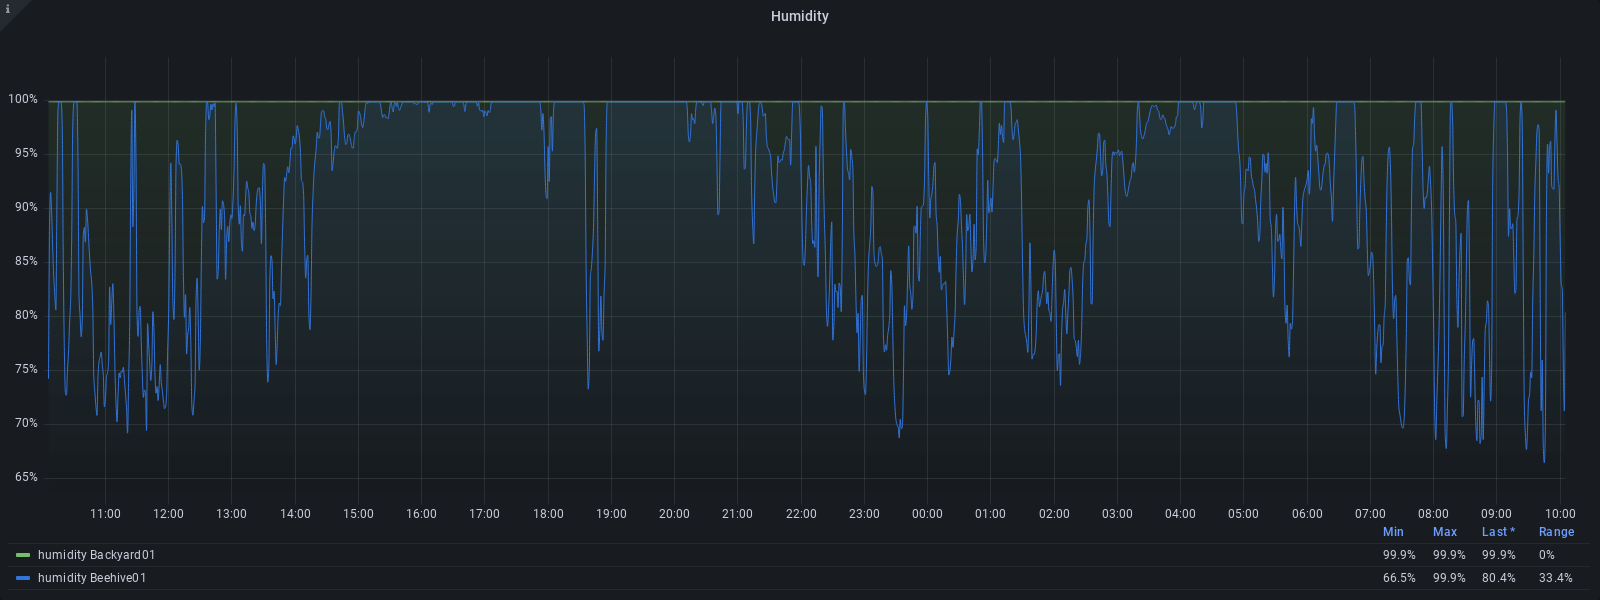 i
Humidity
100%
95%
90%
85%
80%
75%
70%
65%
11:00 12:00 13:00 14:00 15:00 16:00 17:00 18:00 19:00 20:00 21:00 22:00 23:00 00:00 01:00 02:00 03:00 04:00 05:00 06:00 07:00 08:00 09:00 10:00
Min Max Last * Range
humidity Backyard01 99.9% 99.9% 99.9% 0%
humidity Beehive01 66.5% 99.9% 80.4% 33.4%